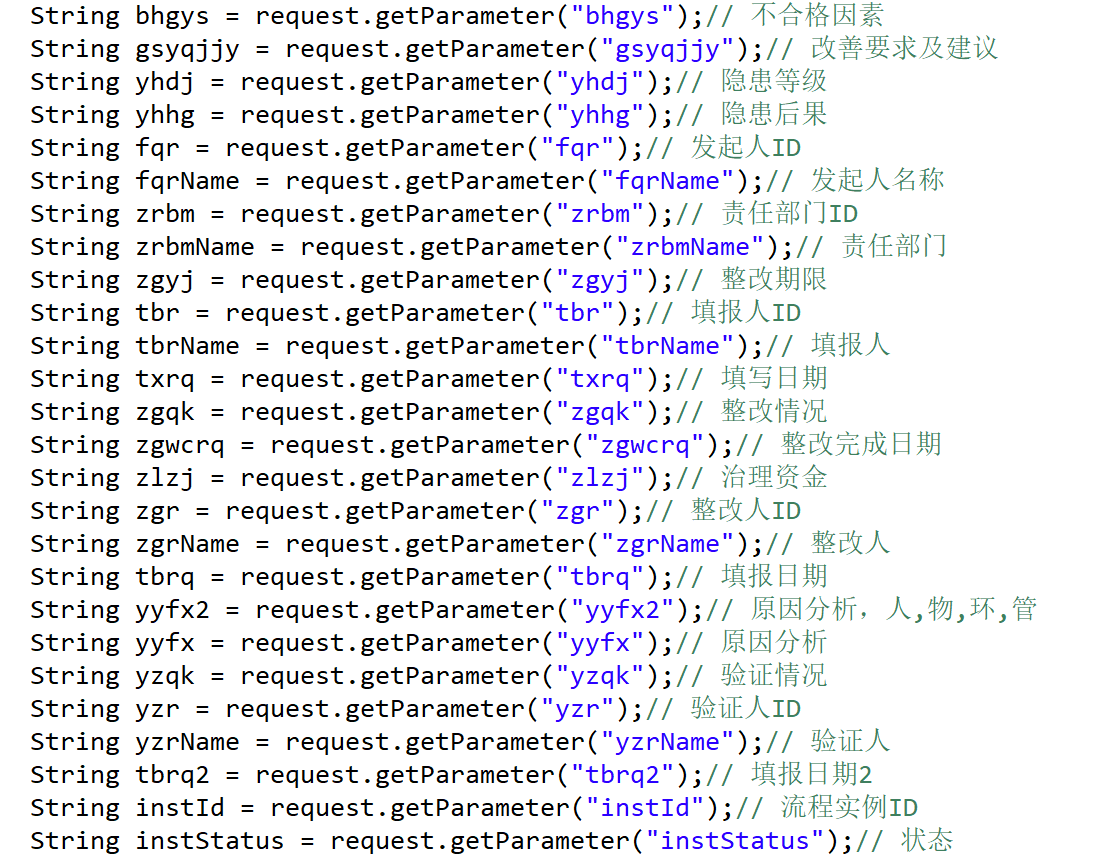 String bhgys = request.getParameter("bhgys");// 不合格因素
String gsyqjjy = request.getParameter("gsyqjjy");// 改善要求及建议
String yhdj = request.getParameter("yhdj");// 隐患等级
String yhhg = request.getParameter("yhhg");// 隐患后果
String fqr = request.getParameter("fqr");// 发起人ID
String fqrName = request.getParameter("fqrName");// 发起人名称
String zrbm = request.getParameter("zrbm");// 责任部门ID
String zrbmName = request.getParameter("zrbmName");// 责任部门
String zgyj = request.getParameter("zgyj");// 整改期限
String tbr = request.getParameter("tbr");// 填报人ID
String tbrName = request.getParameter("tbrName");// 填报人
String txrq = request.getParameter("txrq");// 填写日期
String zgqk = request.getParameter("zgqk");// 整改情况
String zgwcrq = request.getParameter("zgwcrq");// 整改完成日期
String zlzj = request.getParameter("zlzj");// 治理资金
String zgr = request.getParameter("zgr");// 整改人ID
String zgrName = request.getParameter("zgrName");// 整改人
String tbrq = request.getParameter("tbrq");// 填报日期
String yyfx2 = request.getParameter("yyfx2");// 原因分析，人,物,环,管
String yyfx = request.getParameter("yyfx");// 原因分析
String yzqk = request.getParameter("yzqk");// 验证情况
String yzr = request.getParameter("yzr");// 验证人ID
String yzrName = request.getParameter("yzrName");// 验证人
String tbrq2 = request.getParameter("tbrq2");// 填报日期2
String instId = request.getParameter("instId");// 流程实例ID
String instStatus = request.getParameter("instStatus");// 状态